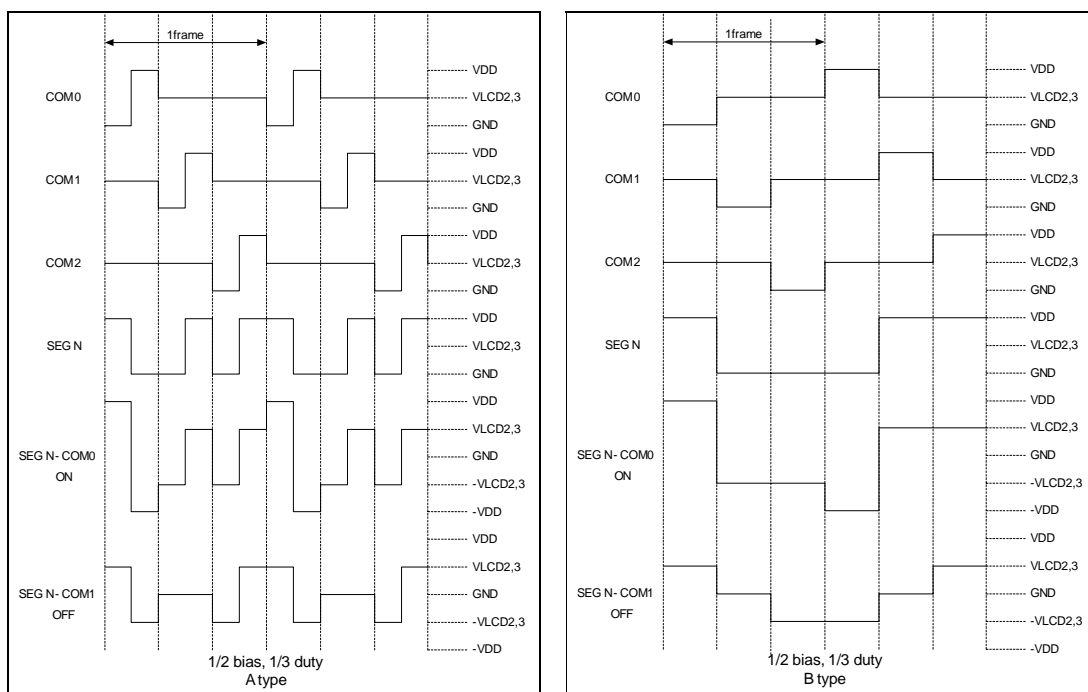 1frame
COM0
VDD
VLCD2,3
GND
COM1
VDD
VLCD2,3
GND
COM2
VDD
VLCD2,3
GND
SEG N
VDD
VLCD2,3
GND
SEG N- COM0
ON
VDD
VLCD2,3
GND
-VLCD2,3
-VDD
SEG N- COM1
OFF
VDD
VLCD2,3
GND
-VLCD2,3
-VDD
1/2 bias, 1/3 duty
A type
1frame
COM0
VDD
VLCD2,3
GND
COM1
VDD
VLCD2,3
GND
COM2
VDD
VLCD2,3
GND
SEG N
VDD
VLCD2,3
GND
SEG N- COM0
ON
VDD
VLCD2,3
GND
-VLCD2,3
-VDD
SEG N- COM1
OFF
VDD
VLCD2,3
GND
-VLCD2,3
-VDD
1/2 bias, 1/3 duty
B type